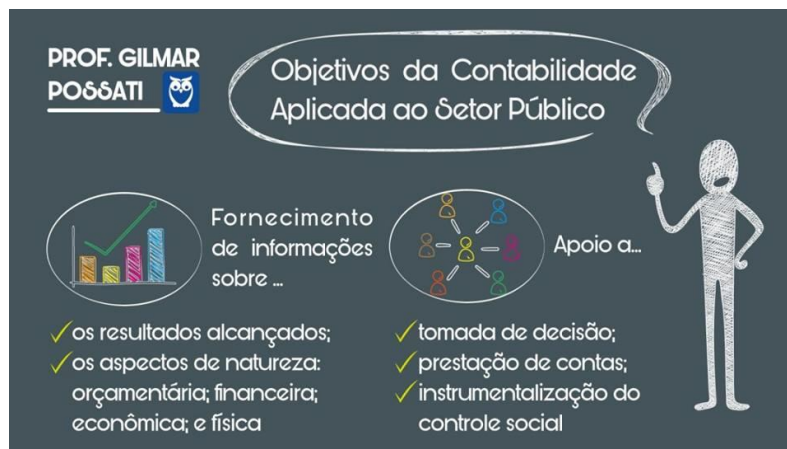 PROF. GILMAR
POSSATI
Objetivos da Contabilidade
Aplicada ao Setor Público
Fornecimento
de informações
sobre ...
Apoio a...
os resultados alcançados;
os aspectos de natureza:
orçamentária; financeira;
econômica; e física
tomada de decisão;
prestação de contas;
instrumentalização do
controle social